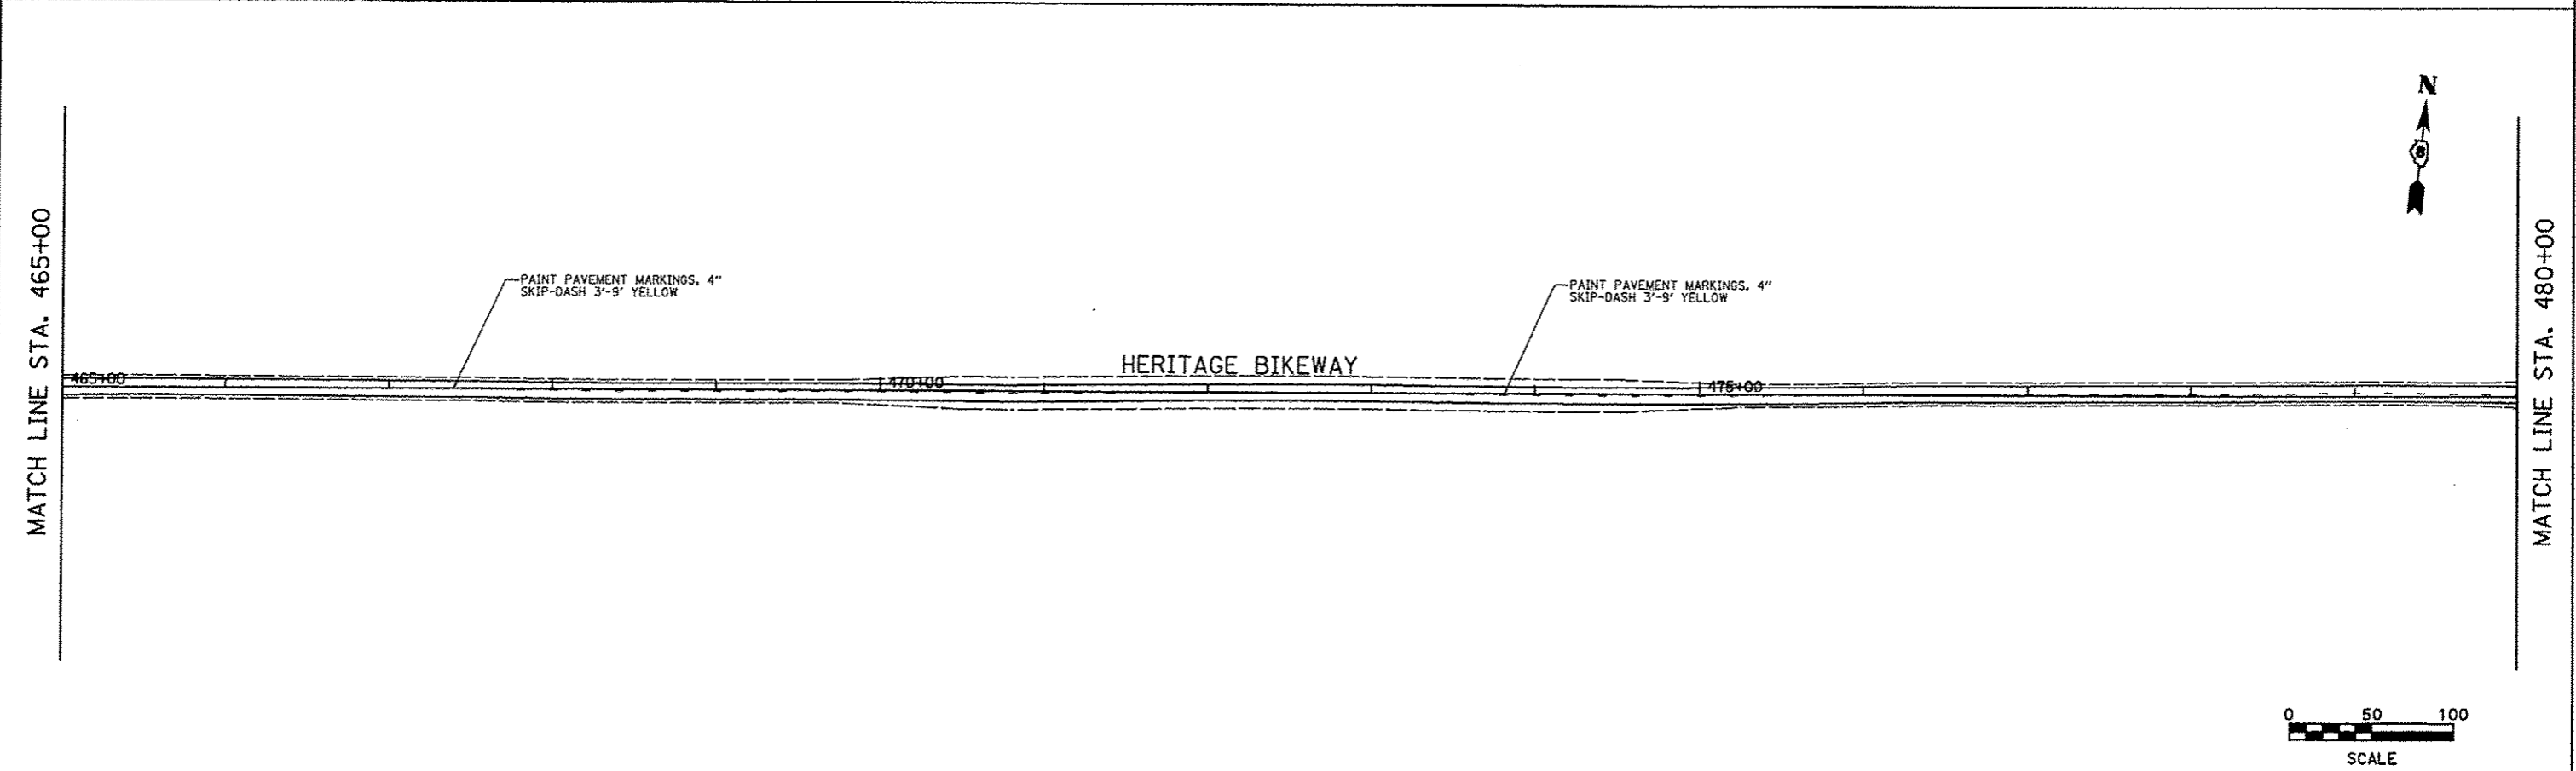 N
MATCH LINE STA. 465+00
MATCH LINE STA. 480+00
PAINT PAVEMENT MARKINGS, 4"
SKIP-DASH 3'-9' YELLOW
PAINT PAVEMENT MARKINGS, 4"
SKIP-DASH 3'-9' YELLOW
HERITAGE BIKEWAY
465+00
470+00
475+00
0 50 100
SCALE